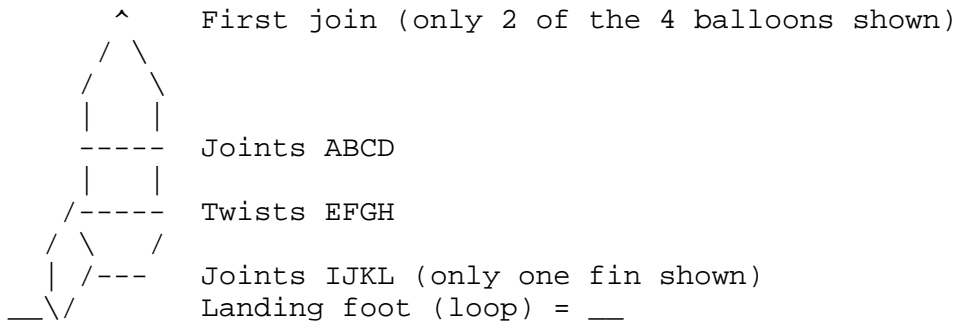 First join (only 2 of the 4 balloons shown)
Joints ABCD
Twists EFGH
Joints IJKL (only one fin shown)
Landing foot (loop) = __